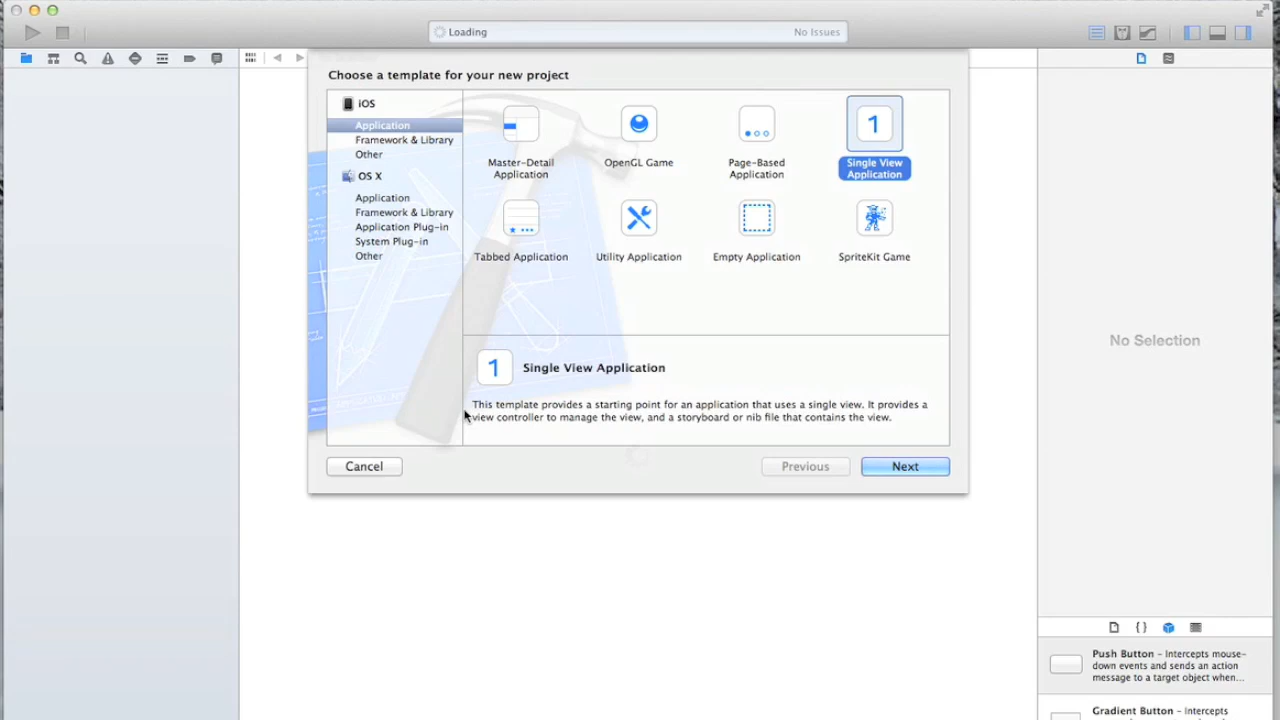 Loading
No Issues
Choose a template for your new project
iOS
Application
Framework & Library
Other
OS X
Application
Framework & Library
Application Plug-in
System Plug-in
Other
Master-Detail
Application
OpenGL Game
Page-Based
Application
1
Single View
Application
Tabbed Application
Utility Application
Empty Application
SpriteKit Game
1
Single View Application
This template provides a starting point for an application that uses a single view. It provides a
view controller to manage the view, and a storyboard or nib file that contains the view.
Cancel
Previous
Next
No Selection
{ }
Push Button - Intercepts mouse-
down events and sends an action
message to a target object when...
Gradient Button - Intercepts